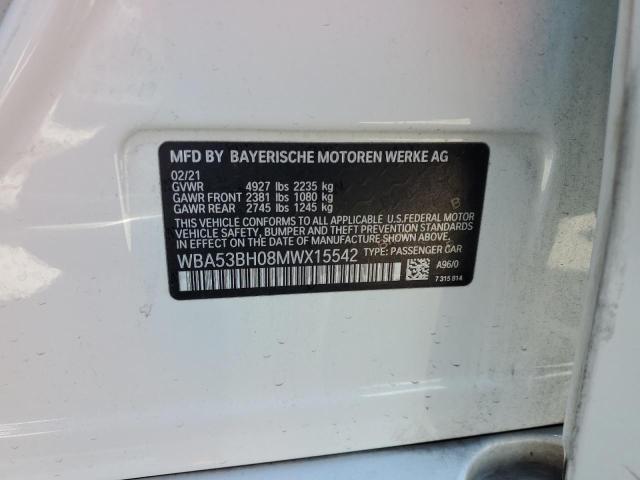 MFD BY BAYERISCHE MOTOREN WERKE AG
02/21
GVWR 4927 lbs 2235 kg
GAWR FRONT 2381 lbs 1080 kg
GAWR REAR 2745 lbs 1245 kg
THIS VEHICLE CONFORMS TO ALL APPLICABLE U.S.FEDERAL MOTOR
VEHICLE SAFETY, BUMPER, AND THEFT PREVENTION STANDARDS
IN EFFECT ON THE DATE OF MANUFACTURE SHOWN ABOVE.
WBA53BH08MWX15542 TYPE: PASSENGER CAR
A96/0
7 315 814